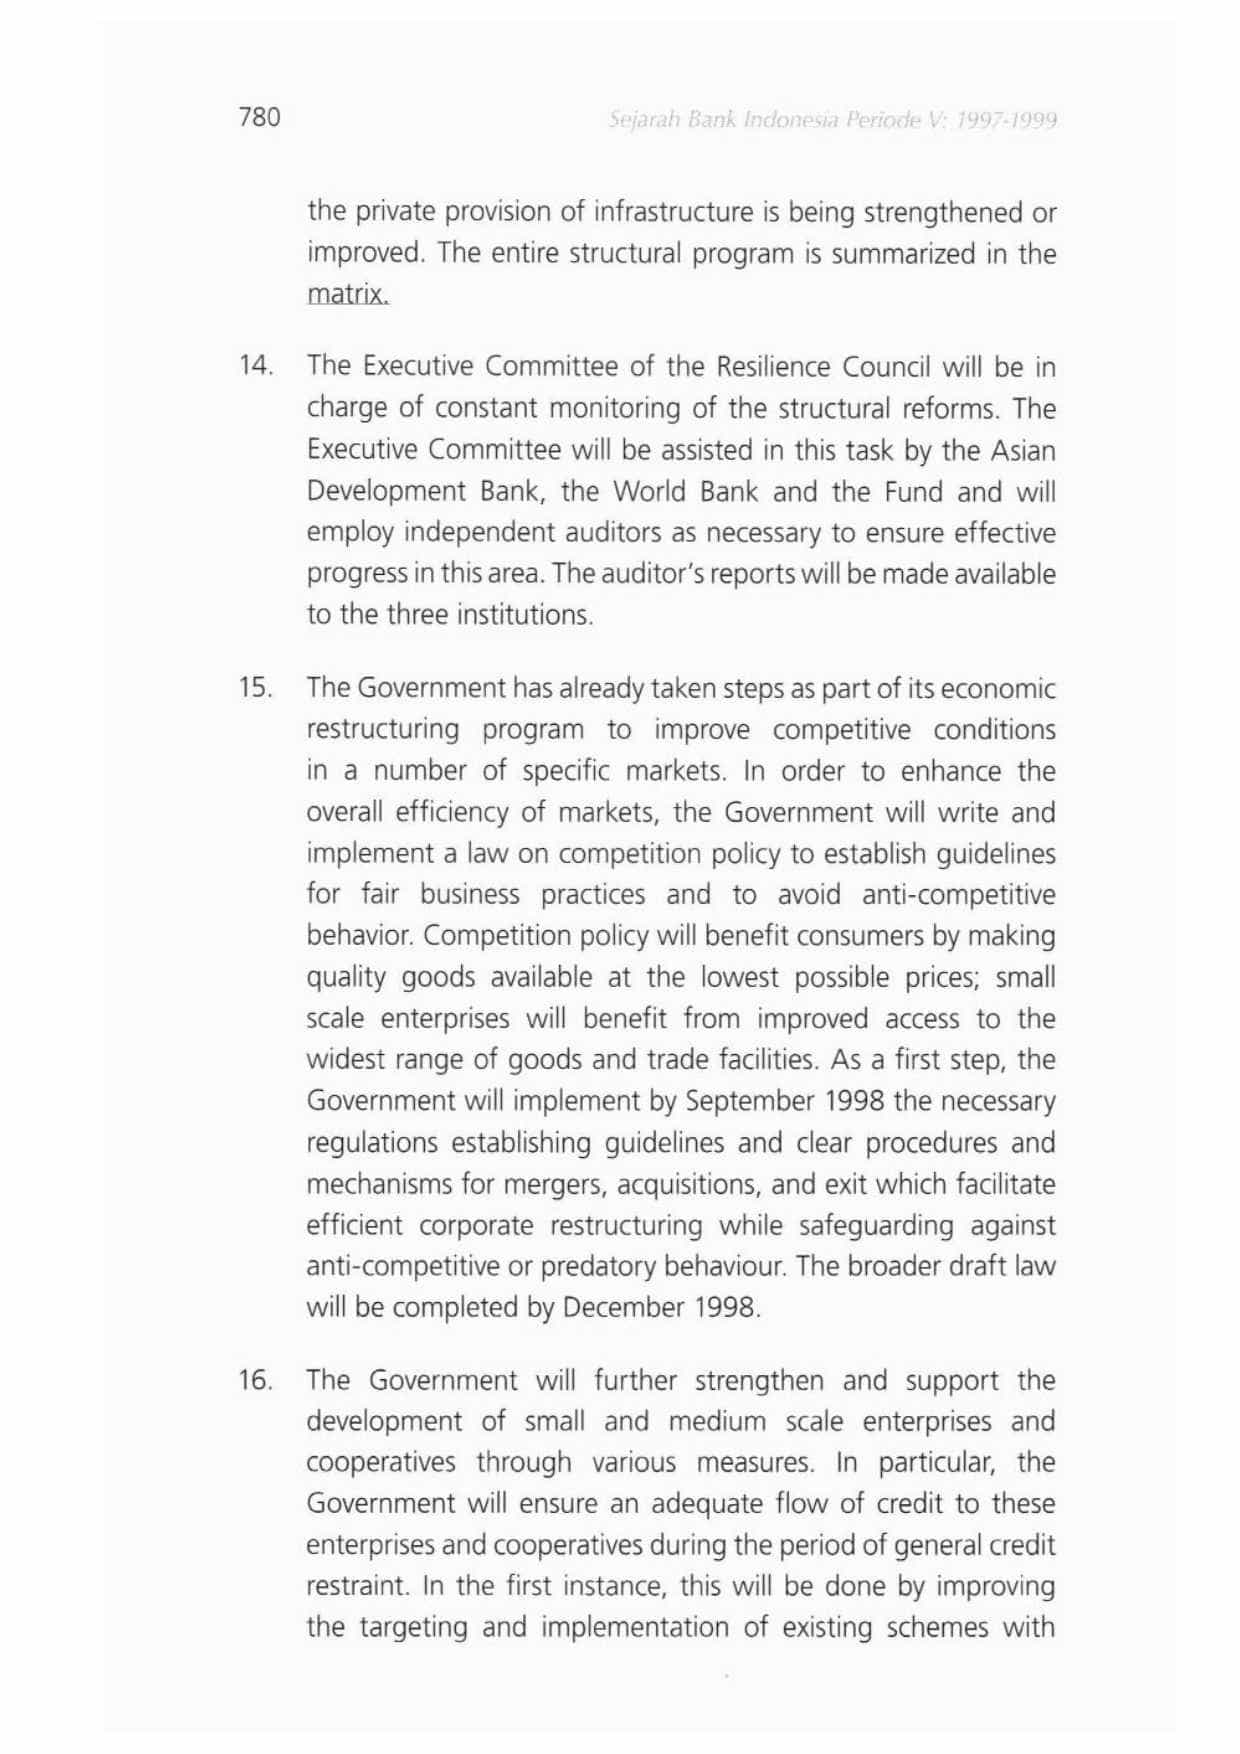 780
Sejarah Bank Indonesia Periode V: 1997-1999
the private provision of infrastructure is being strengthened or
improved. The entire structural program is summarized in the
matrix.
14. The Executive Committee of the Resilience Council will be in
charge of constant monitoring of the structural reforms. The
Executive Committee will be assisted in this task by the Asian
Development Bank, the World Bank and the Fund and will
employ independent auditors as necessary to ensure effective
progress in this area. The auditor's reports will be made available
to the three institutions.
15. The Government has already taken steps as part of its economic
restructuring program to improve competitive conditions
in a number of specific markets. In order to enhance the
overall efficiency of markets, the Government will write and
implement a law on competition policy to establish guidelines
for fair business practices and to avoid anti-competitive
behavior. Competition policy will benefit consumers by making
quality goods available at the lowest possible prices; small
scale enterprises will benefit from improved access to the
widest range of goods and trade facilities. As a first step, the
Government will implement by September 1998 the necessary
regulations establishing guidelines and clear procedures and
mechanisms for mergers, acquisitions, and exit which facilitate
efficient corporate restructuring while safeguarding against
anti-competitive or predatory behaviour. The broader draft law
will be completed by December 1998.
16. The Government will further strengthen and support the
development of small and medium scale enterprises and
cooperatives through various measures. In particular, the
Government will ensure an adequate flow of credit to these
enterprises and cooperatives during the period of general credit
restraint. In the first instance, this will be done by improving
the targeting and implementation of existing schemes with